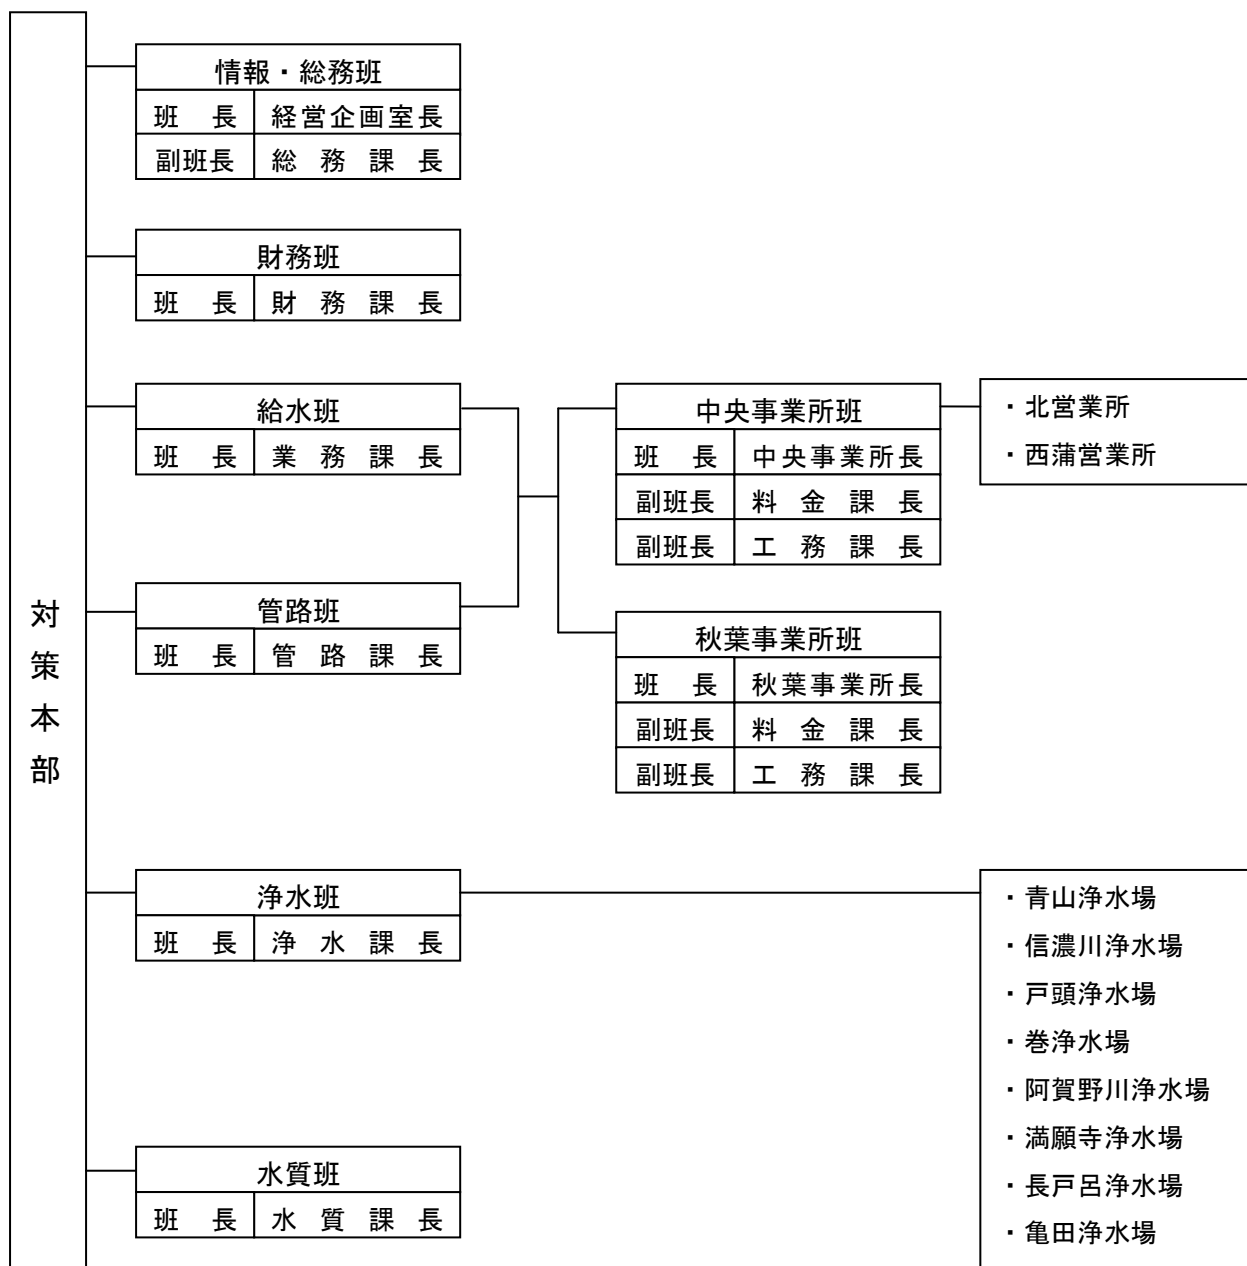 対策本部
情報・総務班
班　長　経営企画室長
副班長　総務課長
財務班
班　長　財務課長
給水班
班　長　業務課長
管路班
班　長　管路課長
中央事業所班
班　長　中央事業所長
副班長　料金課長
副班長　工務課長
・北営業所
・西蒲営業所
秋葉事業所班
班　長　秋葉事業所長
副班長　料金課長
副班長　工務課長
浄水班
班　長　浄水課長
・青山浄水場
・信濃川浄水場
・戸頭浄水場
・巻浄水場
・阿賀野川浄水場
・満願寺浄水場
・長戸呂浄水場
・亀田浄水場
水質班
班　長　水質課長